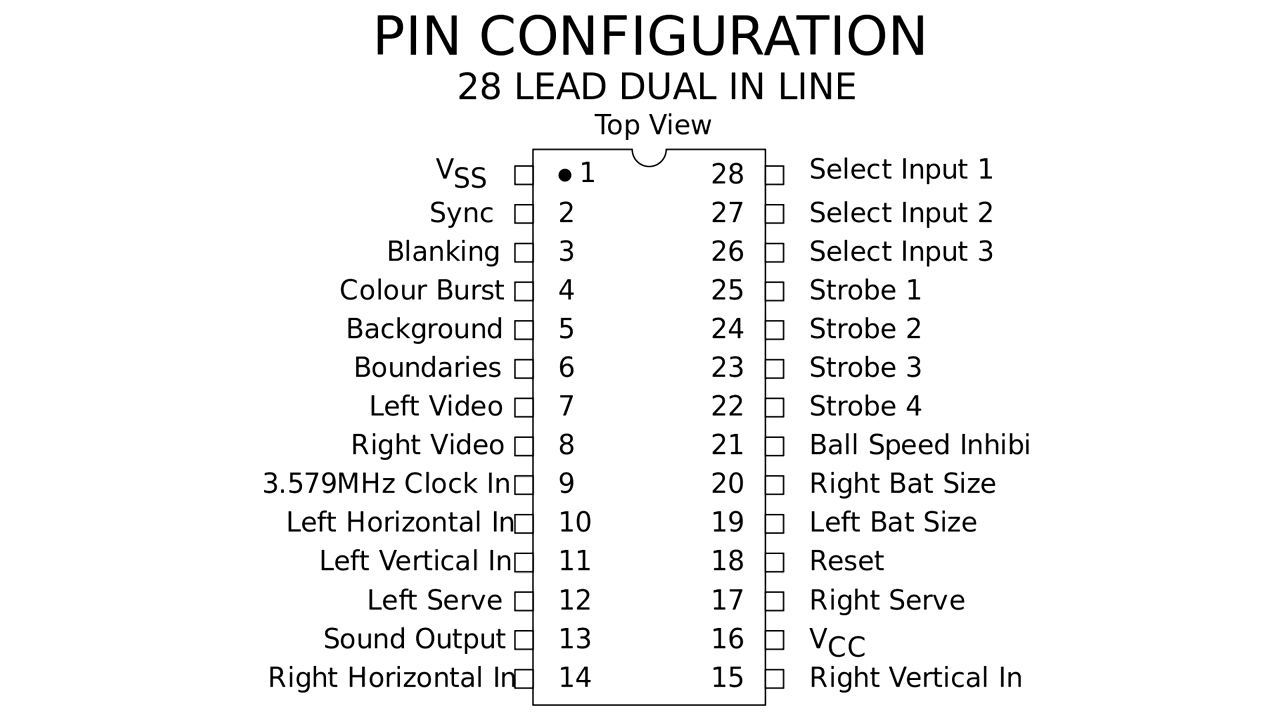 PIN CONFIGURATION
28 LEAD DUAL IN LINE
Top View
VSS 1 28 Select Input 1
Sync 2 27 Select Input 2
Blanking 3 26 Select Input 3
Colour Burst 4 25 Strobe 1
Background 5 24 Strobe 2
Boundaries 6 23 Strobe 3
Left Video 7 22 Strobe 4
Right Video 8 21 Ball Speed Inhibi
3.579MHz Clock In 9 20 Right Bat Size
Left Horizontal In 10 19 Left Bat Size
Left Vertical In 11 18 Reset
Left Serve 12 17 Right Serve
Sound Output 13 16 VCC
Right Horizontal In 14 15 Right Vertical In